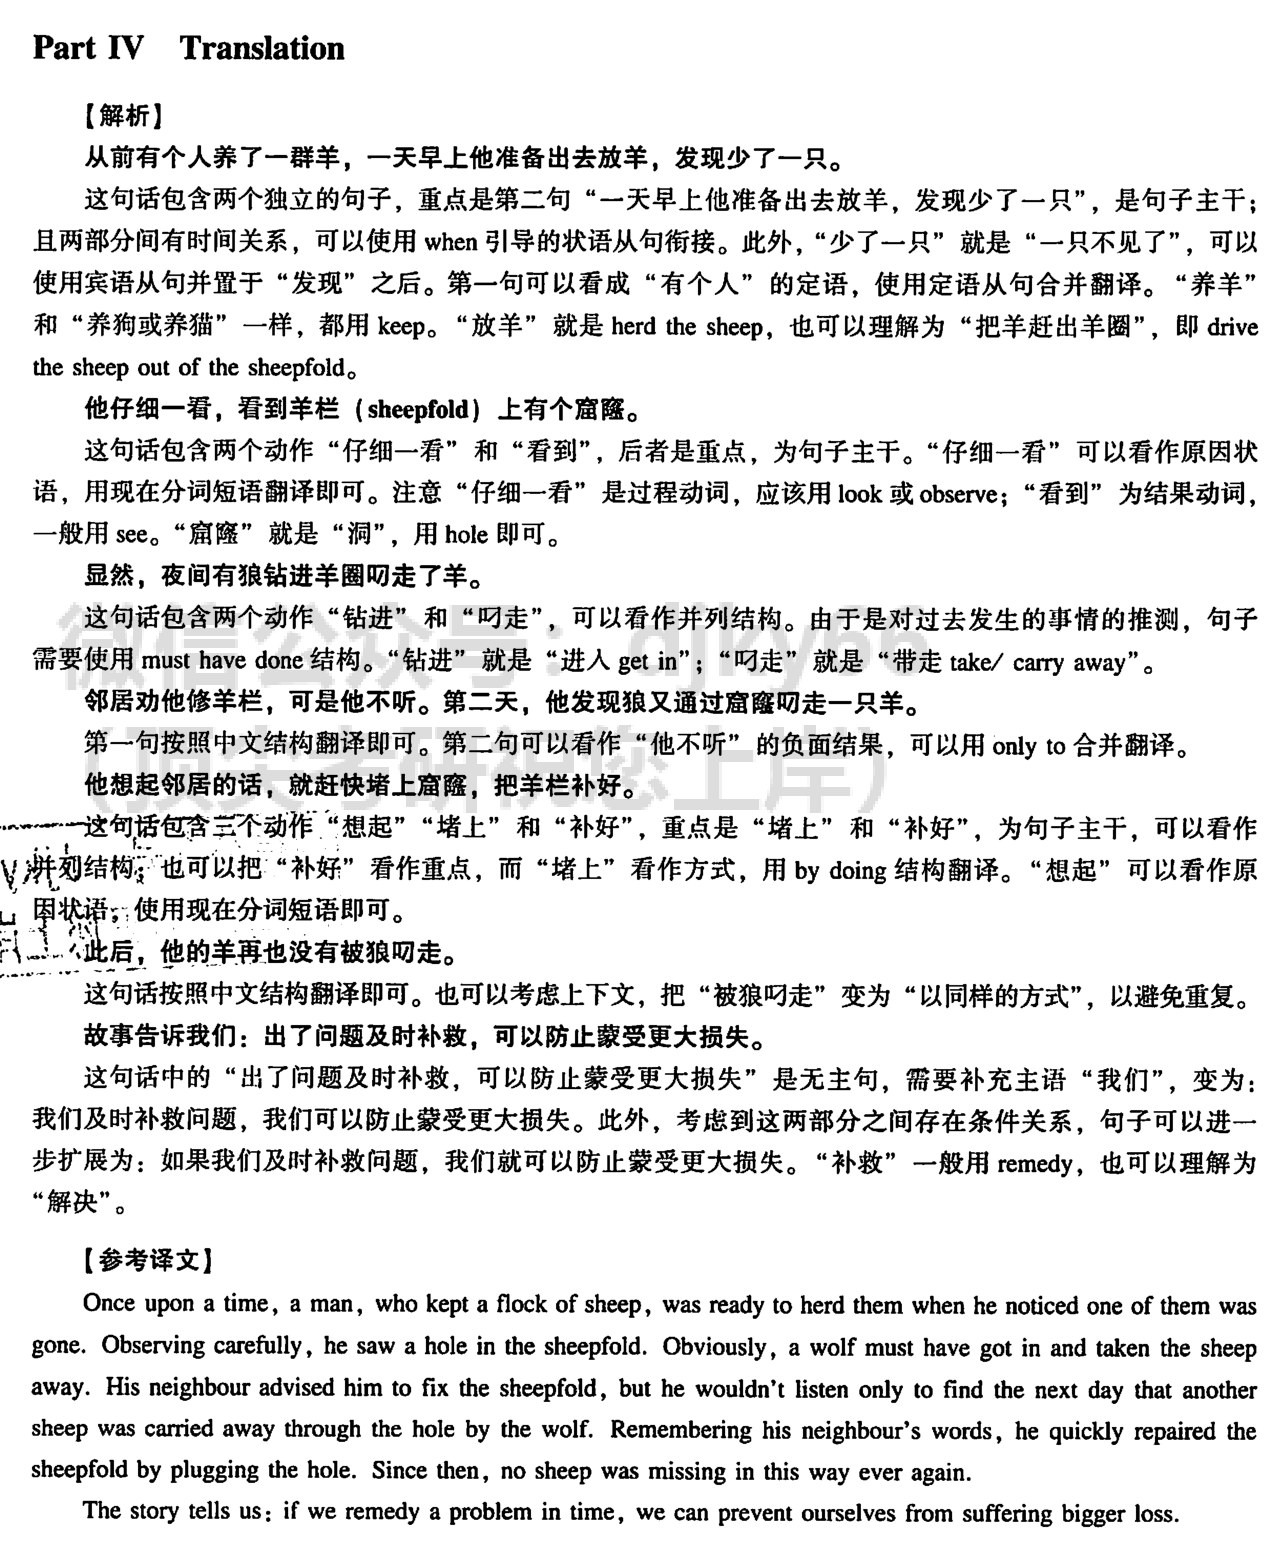 Part IV Translation
【解析】
从前有个人养了一群羊，一天早上他准备出去放羊，发现少了一只。
这句话包含两个独立的句子，重点是第二句“一天早上他准备出去放羊，发现少了一只”，是句子主干；
且两部分间有时间关系，可以使用 when 引导的状语从句衔接。此外，“少了一只”就是“一只不见了”，可以
使用宾语从句并置于“发现”之后。第一句可以看成“有个人”的定语，使用定语从句合并翻译。“养羊”
和“养狗或养猫”一样，都用 keep。“放羊”就是 herd the sheep，也可以理解为“把羊赶出羊圈”，即 drive
the sheep out of the sheepfold。
他仔细一看，看到羊栏（sheepfold）上有个窟窿。
这句话包含两个动作“仔细一看”和“看到”，后者是重点，为句子主干。“仔细一看”可以看作原因状
语，用现在分词短语翻译即可。注意“仔细一看”是过程动词，应该用 look 或 observe；“看到”为结果动词，
一般用 see。“窟窿”就是“洞”，用 hole 即可。
显然，夜间有狼钻进羊圈叼走了羊。
这句话包含两个动作“钻进”和“叼走”，可以看作并列结构。由于是对过去发生的事情的推测，句子
需要使用 must have done 结构。“钻进”就是“进入 get in”；“叼走”就是“带走 take/ carry away”。
邻居劝他修羊栏，可是他不听。第二天，他发现狼又通过窟窿叼走一只羊。
第一句按照中文结构翻译即可。第二句可以看作“他不听”的负面结果，可以用 only to 合并翻译。
他想起邻居的话，就赶快堵上窟窿，把羊栏补好。
这句话包含三个动作“想起”“堵上”和“补好”，重点是“堵上”和“补好”，为句子主干，可以看作
并列结构；也可以把“补好”看作重点，而“堵上”看作方式，用 by doing 结构翻译。“想起”可以看作原
因状语，使用现在分词短语即可。
此后，他的羊再也没有被狼叼走。
这句话按照中文结构翻译即可。也可以考虑上下文，把“被狼叼走”变为“以同样的方式”，以避免重复。
故事告诉我们：出了问题及时补救，可以防止蒙受更大损失。
这句话中的“出了问题及时补救，可以防止蒙受更大损失”是无主句，需要补充主语“我们”，变为：
我们及时补救问题，我们可以防止蒙受更大损失。此外，考虑到这两部分之间存在条件关系，句子可以进一
步扩展为：如果我们及时补救问题，我们就可以防止蒙受更大损失。“补救”一般用 remedy，也可以理解为
“解决”。
【参考译文】
Once upon a time, a man, who kept a flock of sheep, was ready to herd them when he noticed one of them was
gone. Observing carefully, he saw a hole in the sheepfold. Obviously, a wolf must have got in and taken the sheep
away. His neighbour advised him to fix the sheepfold, but he wouldn't listen only to find the next day that another
sheep was carried away through the hole by the wolf. Remembering his neighbour's words, he quickly repaired the
sheepfold by plugging the hole. Since then, no sheep was missing in this way ever again.
The story tells us: if we remedy a problem in time, we can prevent ourselves from suffering bigger loss.
微信公众号：djky66
（顶尖考研祝您上岸）